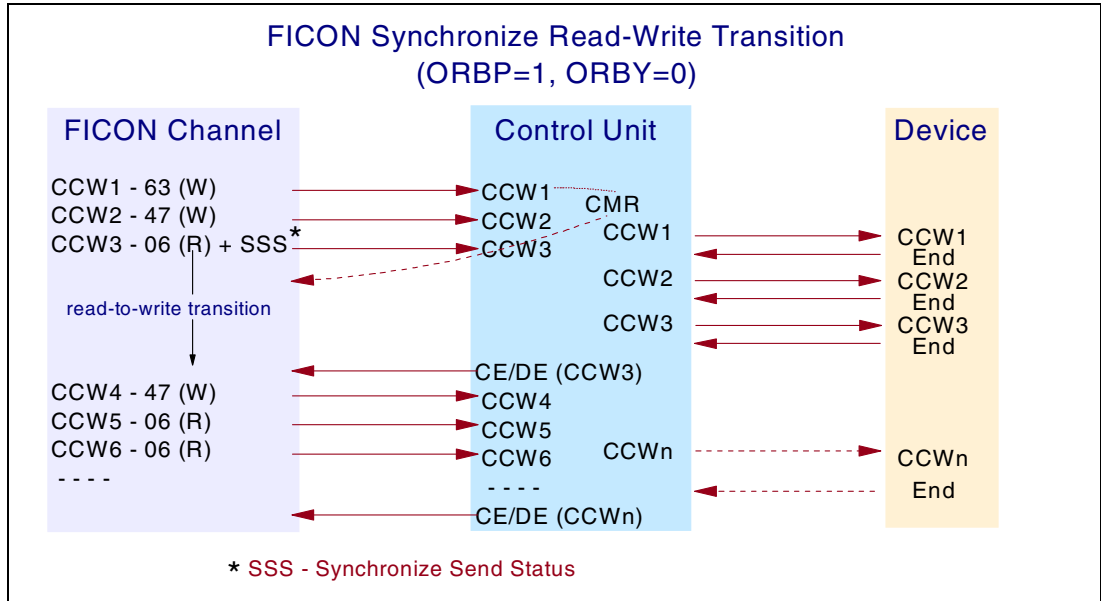 FICON Synchronize Read-Write Transition
(ORBP=1, ORBY=0)
FICON Channel
CCW1 - 63 (W)
CCW2 - 47 (W)
CCW3 - 06 (R) + SSS*
read-to-write transition
CCW4 - 47 (W)
CCW5 - 06 (R)
CCW6 - 06 (R)
- - - -
Control Unit
CCW1
CCW2
CCW3
CMR
CCW1
CCW2
CCW3
CE/DE (CCW3)
CCW4
CCW5
CCW6
CCWn
- - - -
CE/DE (CCWn)
Device
CCW1
End
CCW2
End
CCW3
End
CCWn
End
* SSS - Synchronize Send Status